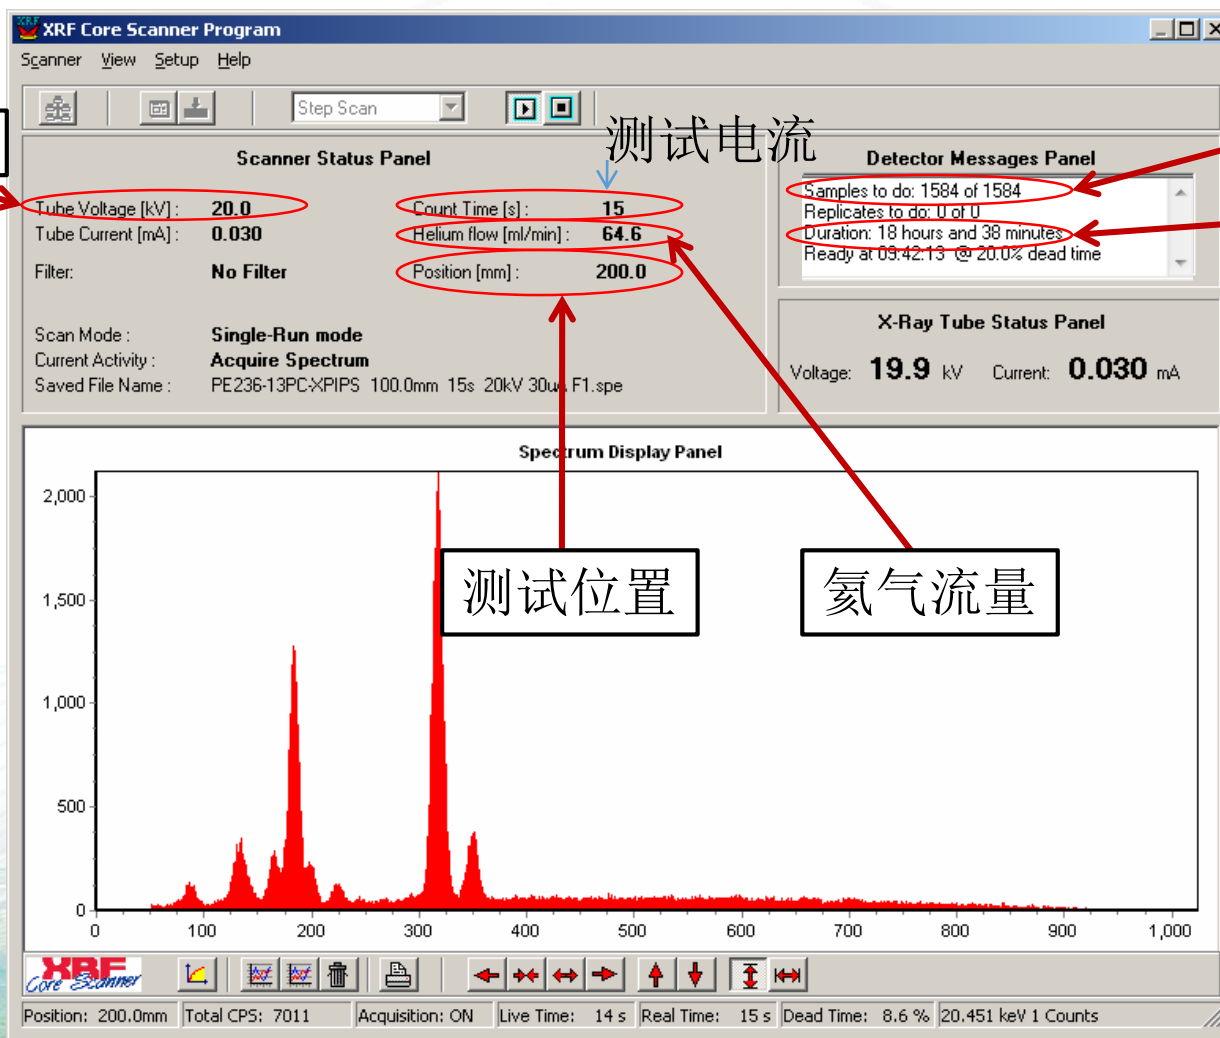 XRF Core Scanner Program
Scanner View Setup Help
Step Scan
测试电流
Scanner Status Panel
Tube Voltage [kV] : 20.0
Count Time [s] : 15
Tube Current [mA] : 0.030
Helium flow [ml/min] : 64.6
Filter: No Filter
Position [mm] : 200.0
Scan Mode : Single-Run mode
Current Activity : Acquire Spectrum
Saved File Name : PE236-13PC-XPIPS 100.0mm 15s 20kV 30uA F1.spe
Detector Messages Panel
Samples to do: 1584 of 1584
Replicates to do: 0 of 0
Duration: 18 hours and 38 minutes
Ready at 09:42:13 @ 20.0% dead time
X-Ray Tube Status Panel
Voltage: 19.9 kV Current: 0.030 mA
Spectrum Display Panel
2,000
1,500
1,000
500
0
0 100 200 300 400 500 600 700 800 900 1,000
测试位置
氦气流量
XRF
Core Scanner
Position: 200.0mm Total CPS: 7011 Acquisition: ON Live Time: 14 s Real Time: 15 s Dead Time: 8.6 % 20.451 keV 1 Counts